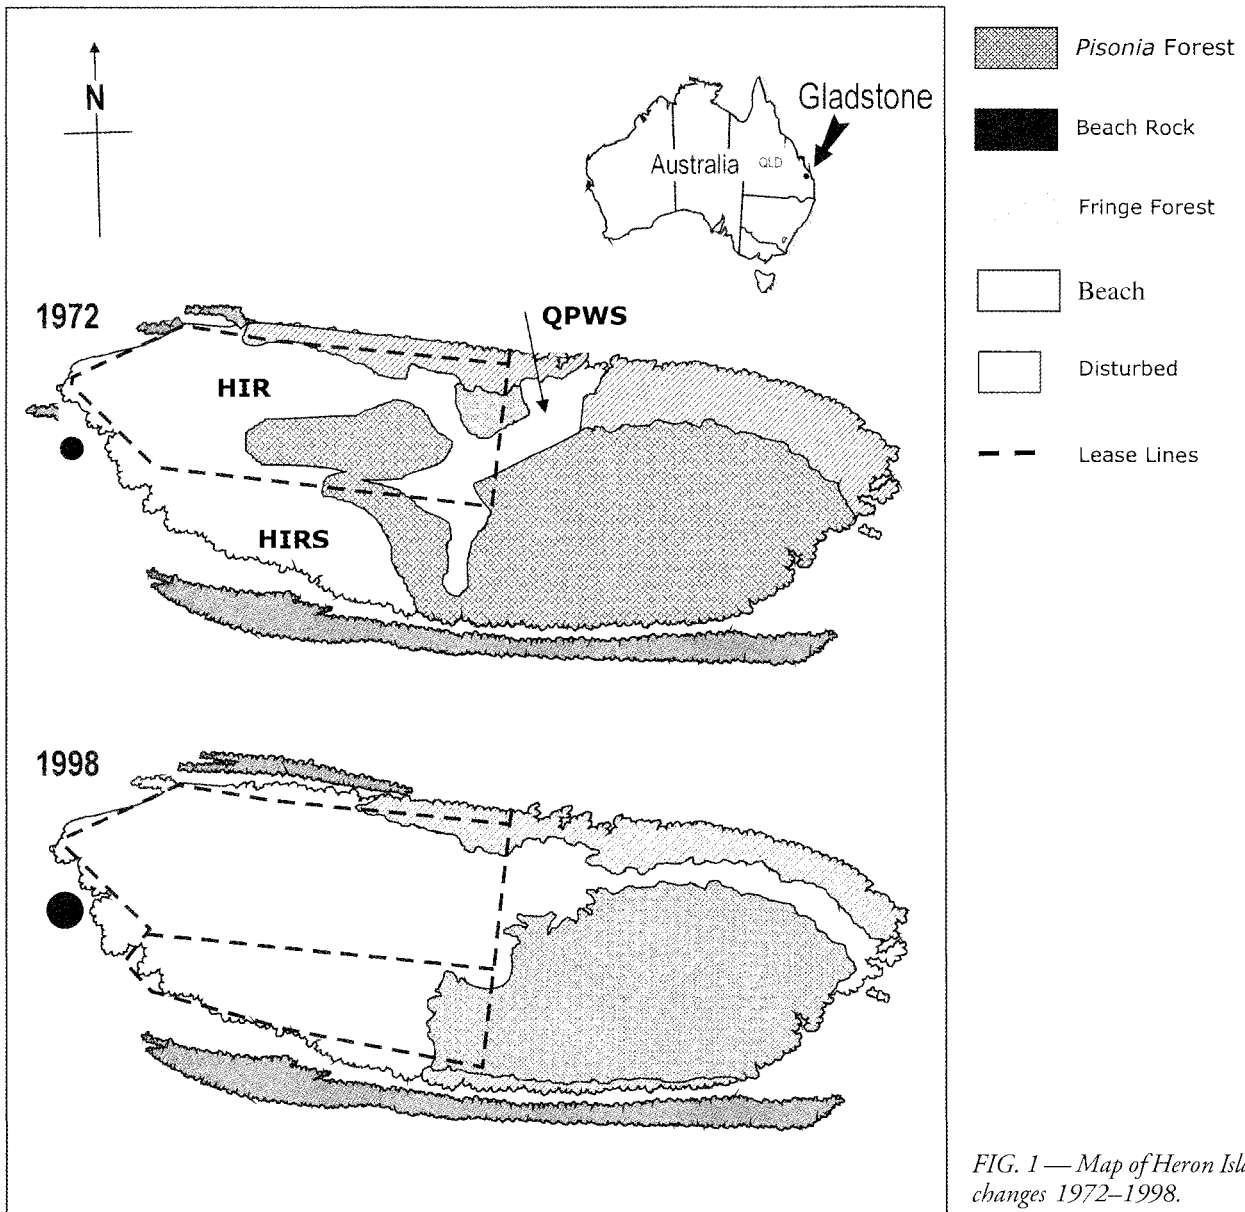 N
Gladstone
Australia
QLD
1972
QPWS
HIR
HIRS
1998
Pisonia Forest
Beach Rock
Fringe Forest
Beach
Disturbed
Lease Lines
FIG. 1 — Map of Heron
changes 1972–1998.